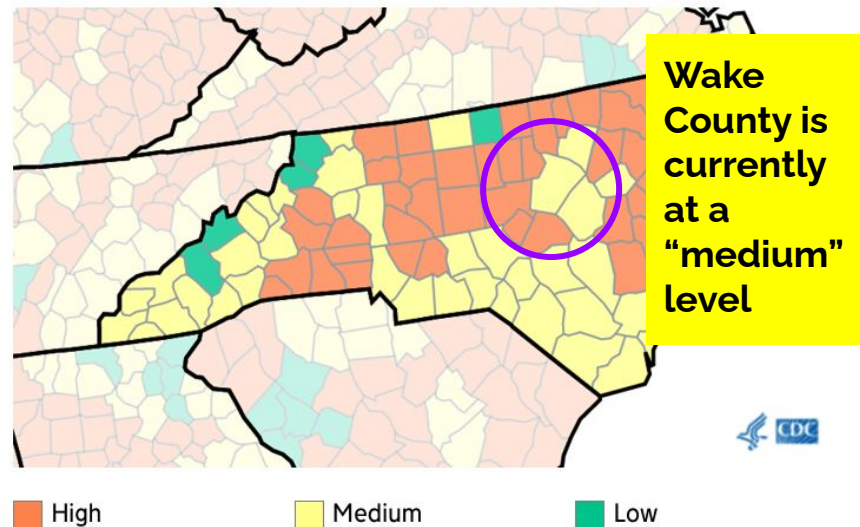 Wake
County is
currently
at a
“medium”
level
CDC
High Medium Low